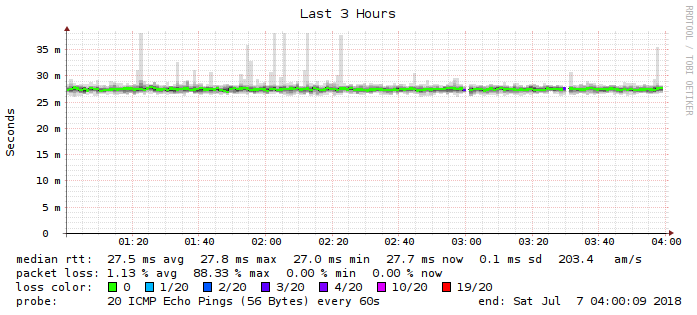 Last 3 Hours
RRDTOOL / TOBI OETIKER
Seconds
35 m
30 m
25 m
20 m
15 m
10 m
5 m
0
01:20 01:40 02:00 02:20 02:40 03:00 03:20 03:40 04:00
median rtt: 27.5 ms avg 27.8 ms max 27.0 ms min 27.7 ms now 0.1 ms sd 203.4 am/s
packet loss: 1.13 % avg 88.33 % max 0.00 % min 0.00 % now
loss color: 0 1/20 2/20 3/20 4/20 10/20 19/20
probe: 20 ICMP Echo Pings (56 Bytes) every 60s end: Sat Jul 7 04:00:09 2018